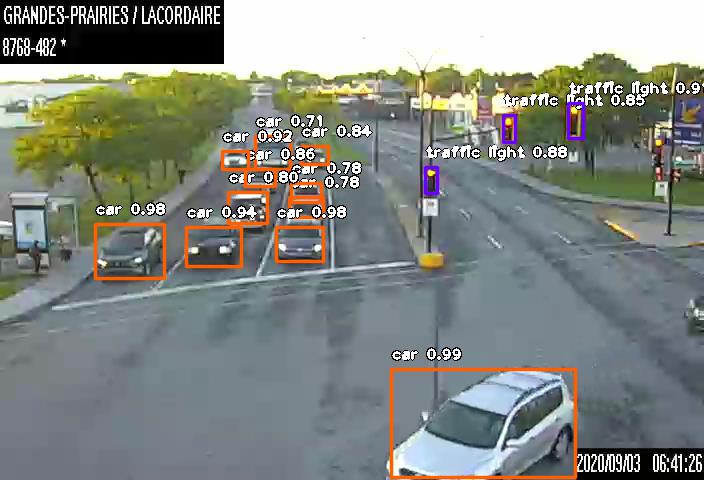 GRANDES-PRAIRIES / LACORDAIRE
8768-482 *
traffic light 0.91
traffic light 0.85
car 0.71
car 0.92
car 0.84
car 0.86
traffic light 0.88
car 0.78
car 0.80
car 0.78
car 0.98
car 0.94
car 0.98
car 0.99
2020/09/03 06:41:26